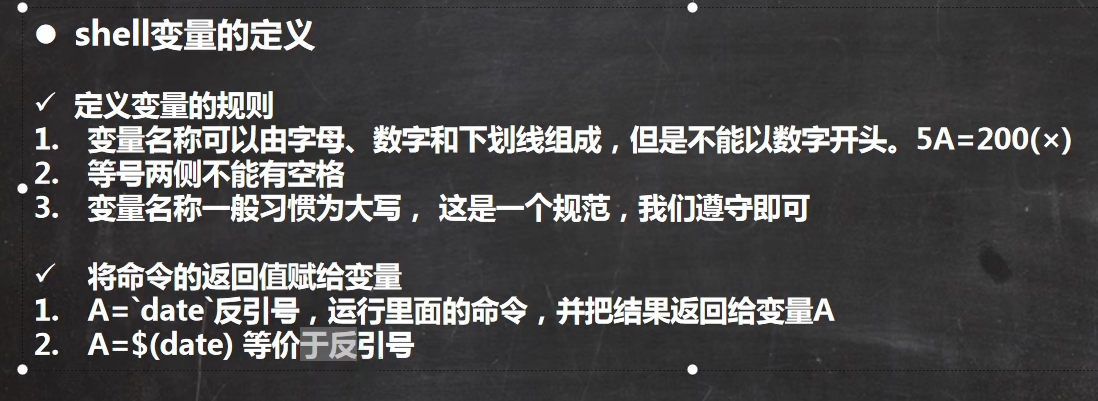 ● shell变量的定义
✓ 定义变量的规则
1. 变量名称可以由字母、数字和下划线组成，但是不能以数字开头。5A=200(×)
2. 等号两侧不能有空格
3. 变量名称一般习惯为大写， 这是一个规范，我们遵守即可
✓ 将命令的返回值赋给变量
1. A=`date`反引号，运行里面的命令，并把结果返回给变量A
2. A=$(date) 等价于反引号